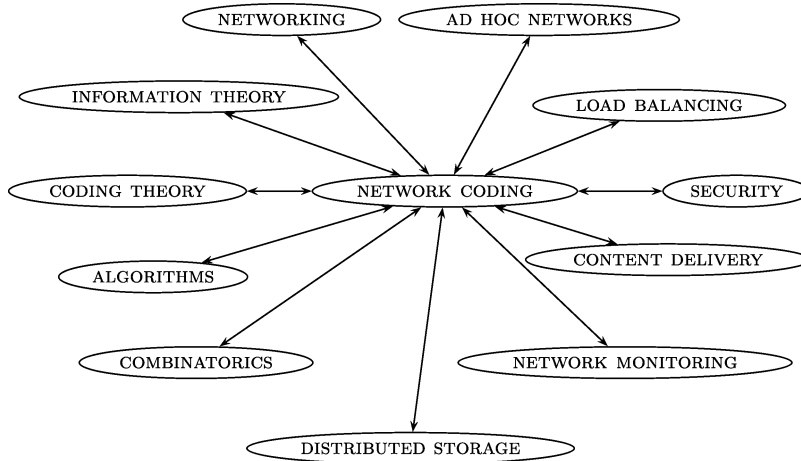 NETWORKING
AD HOC NETWORKS
INFORMATION THEORY
LOAD BALANCING
CODING THEORY
NETWORK CODING
SECURITY
CONTENT DELIVERY
ALGORITHMS
COMBINATORICS
NETWORK MONITORING
DISTRIBUTED STORAGE